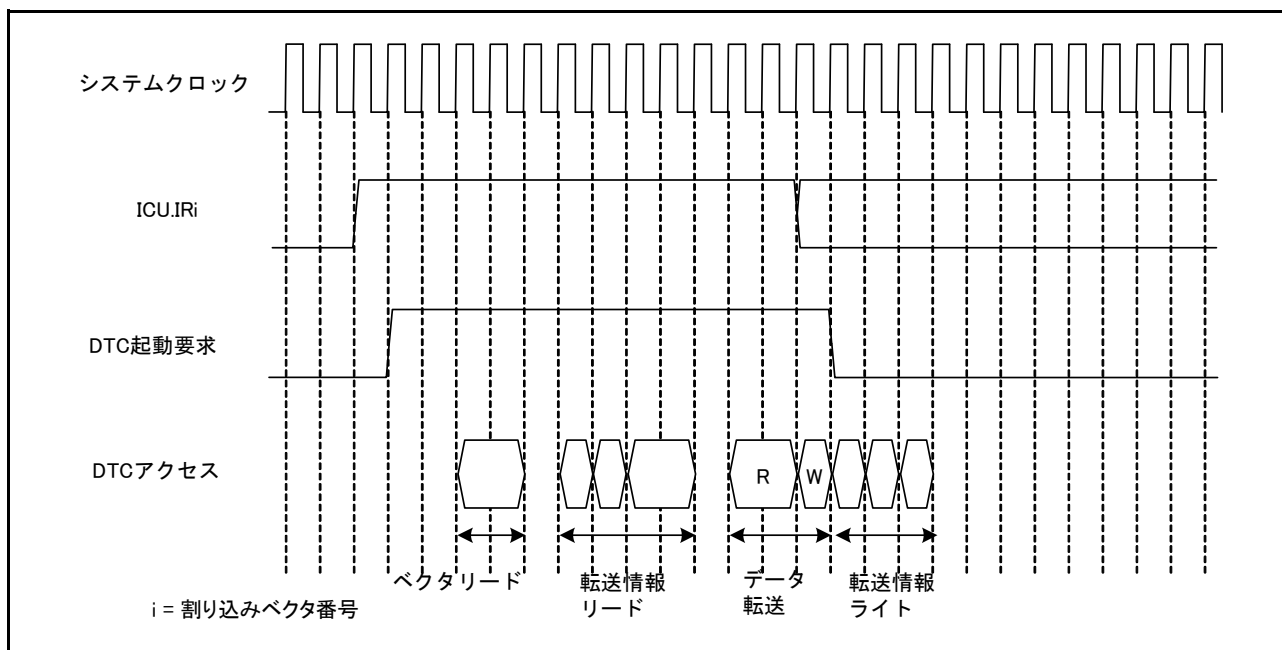 システムクロック
ICU.IRi
DTC起動要求
DTCアクセス
R
W
ベクタリード
転送情報
リード
データ
転送
転送情報
ライト
i = 割り込みベクタ番号